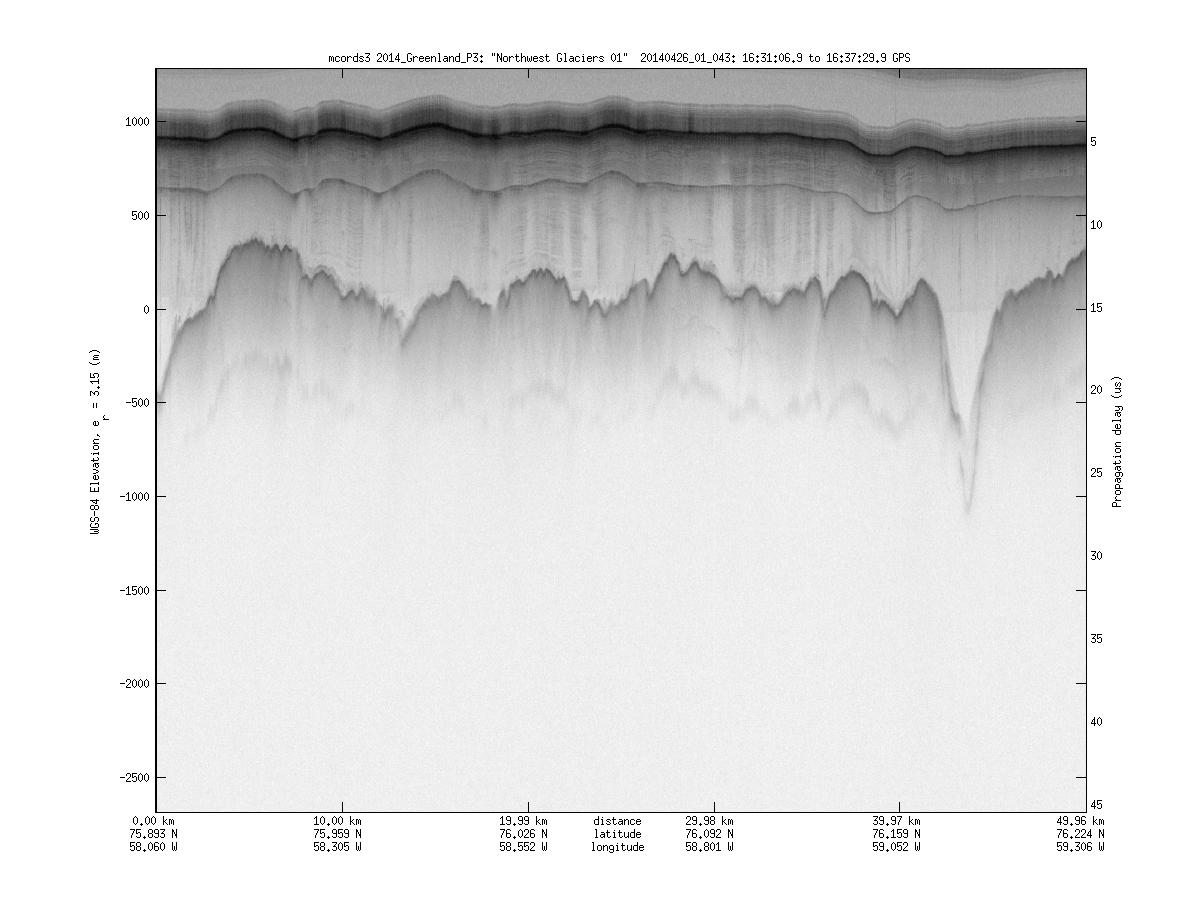 mcords3 2014_Greenland_P3: "Northwest Glaciers 01"  20140426_01_043: 16:31:06.9 to 16:37:29.9 GPS
1000
500
0
-500
-1000
-1500
-2000
-2500
WGS-84 Elevation, e_r = 3.15 (m)
5
10
15
20
25
30
35
40
45
Propagation delay (us)
0.00 km 10.00 km 19.99 km distance 29.98 km 39.97 km 49.96 km
75.893 N 75.959 N 76.026 N latitude 76.092 N 76.159 N 76.224 N
58.060 W 58.305 W 58.552 W longitude 58.801 W 59.052 W 59.306 W